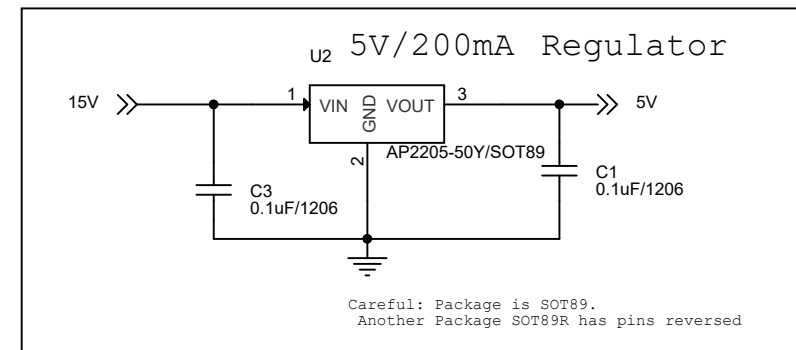 5V/200mA Regulator
U2
15V
1
VIN
GND
VOUT
3
5V
2
AP2205-50Y/SOT89
C3
0.1uF/1206
C1
0.1uF/1206
Careful: Package is SOT89.
Another Package SOT89R has pins reversed